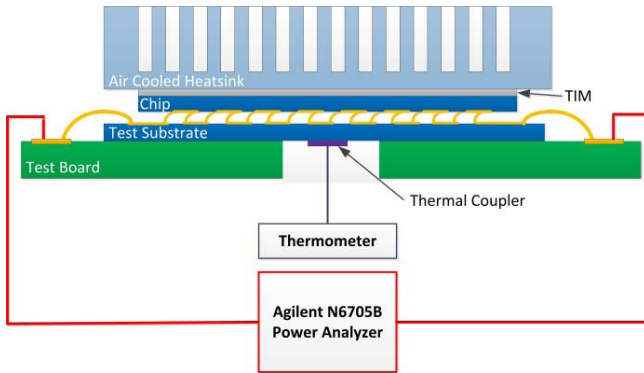 Air Cooled Heatsink
TIM
Chip
Test Substrate
Test Board
Thermal Coupler
Thermometer
Agilent N6705B
Power Analyzer